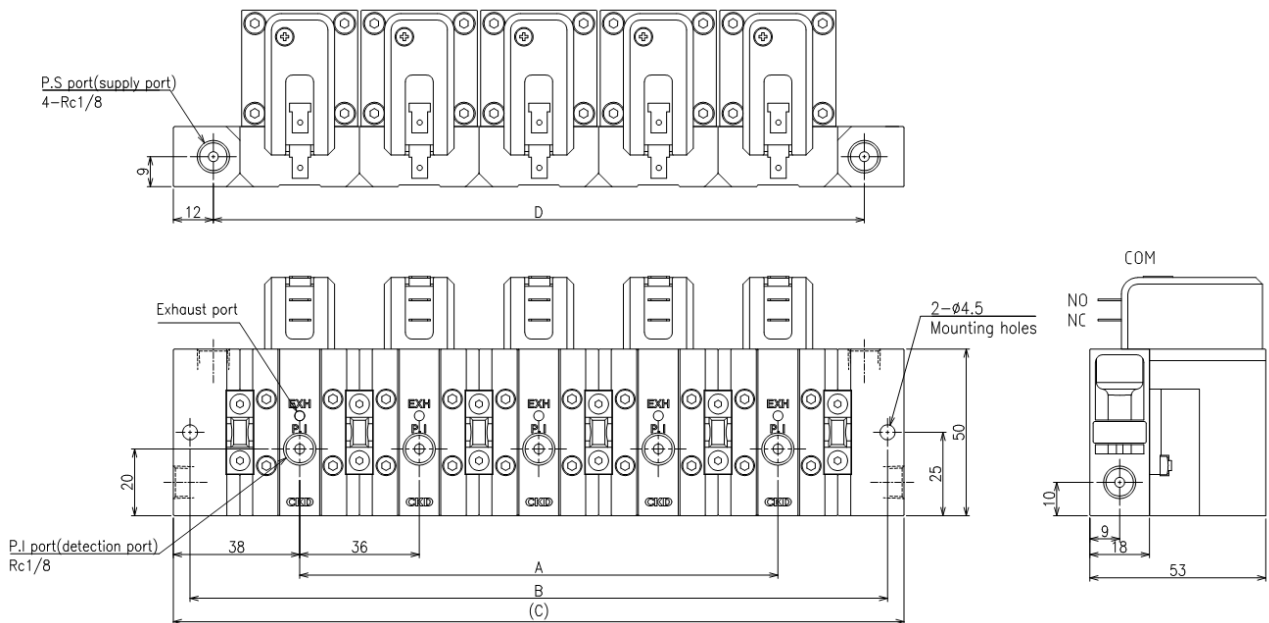 P.S port(supply port)
4-Rc1/8
9
12
D
COM
NO
NC
Exhaust port
2-ø4.5
Mounting holes
EXH
EXH
EXH
EXH
EXH
P.I
P.I
P.I
P.I
P.I
20
25
50
10
CKD
CKD
CKD
CKD
CKD
9
18
53
P.I port(detection port)
Rc1/8
38
36
A
B
(C)